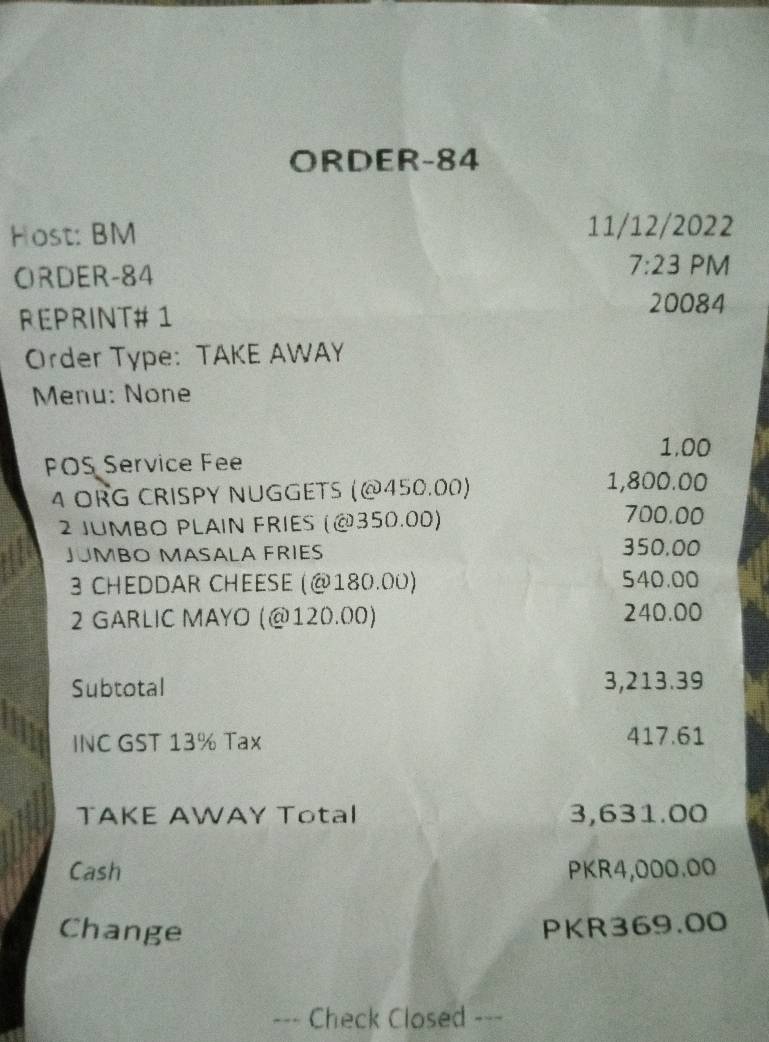 ORDER-84
Host: BM 11/12/2022
ORDER-84 7:23 PM
REPRINT# 1 20084
Order Type: TAKE AWAY
Menu: None
POS Service Fee 1.00
4 ORG CRISPY NUGGETS (@450.00) 1,800.00
2 JUMBO PLAIN FRIES (@350.00) 700.00
JUMBO MASALA FRIES 350.00
3 CHEDDAR CHEESE (@180.00) 540.00
2 GARLIC MAYO (@120.00) 240.00
Subtotal 3,213.39
INC GST 13% Tax 417.61
TAKE AWAY Total 3,631.00
Cash PKR4,000.00
Change PKR369.00
--- Check Closed ---